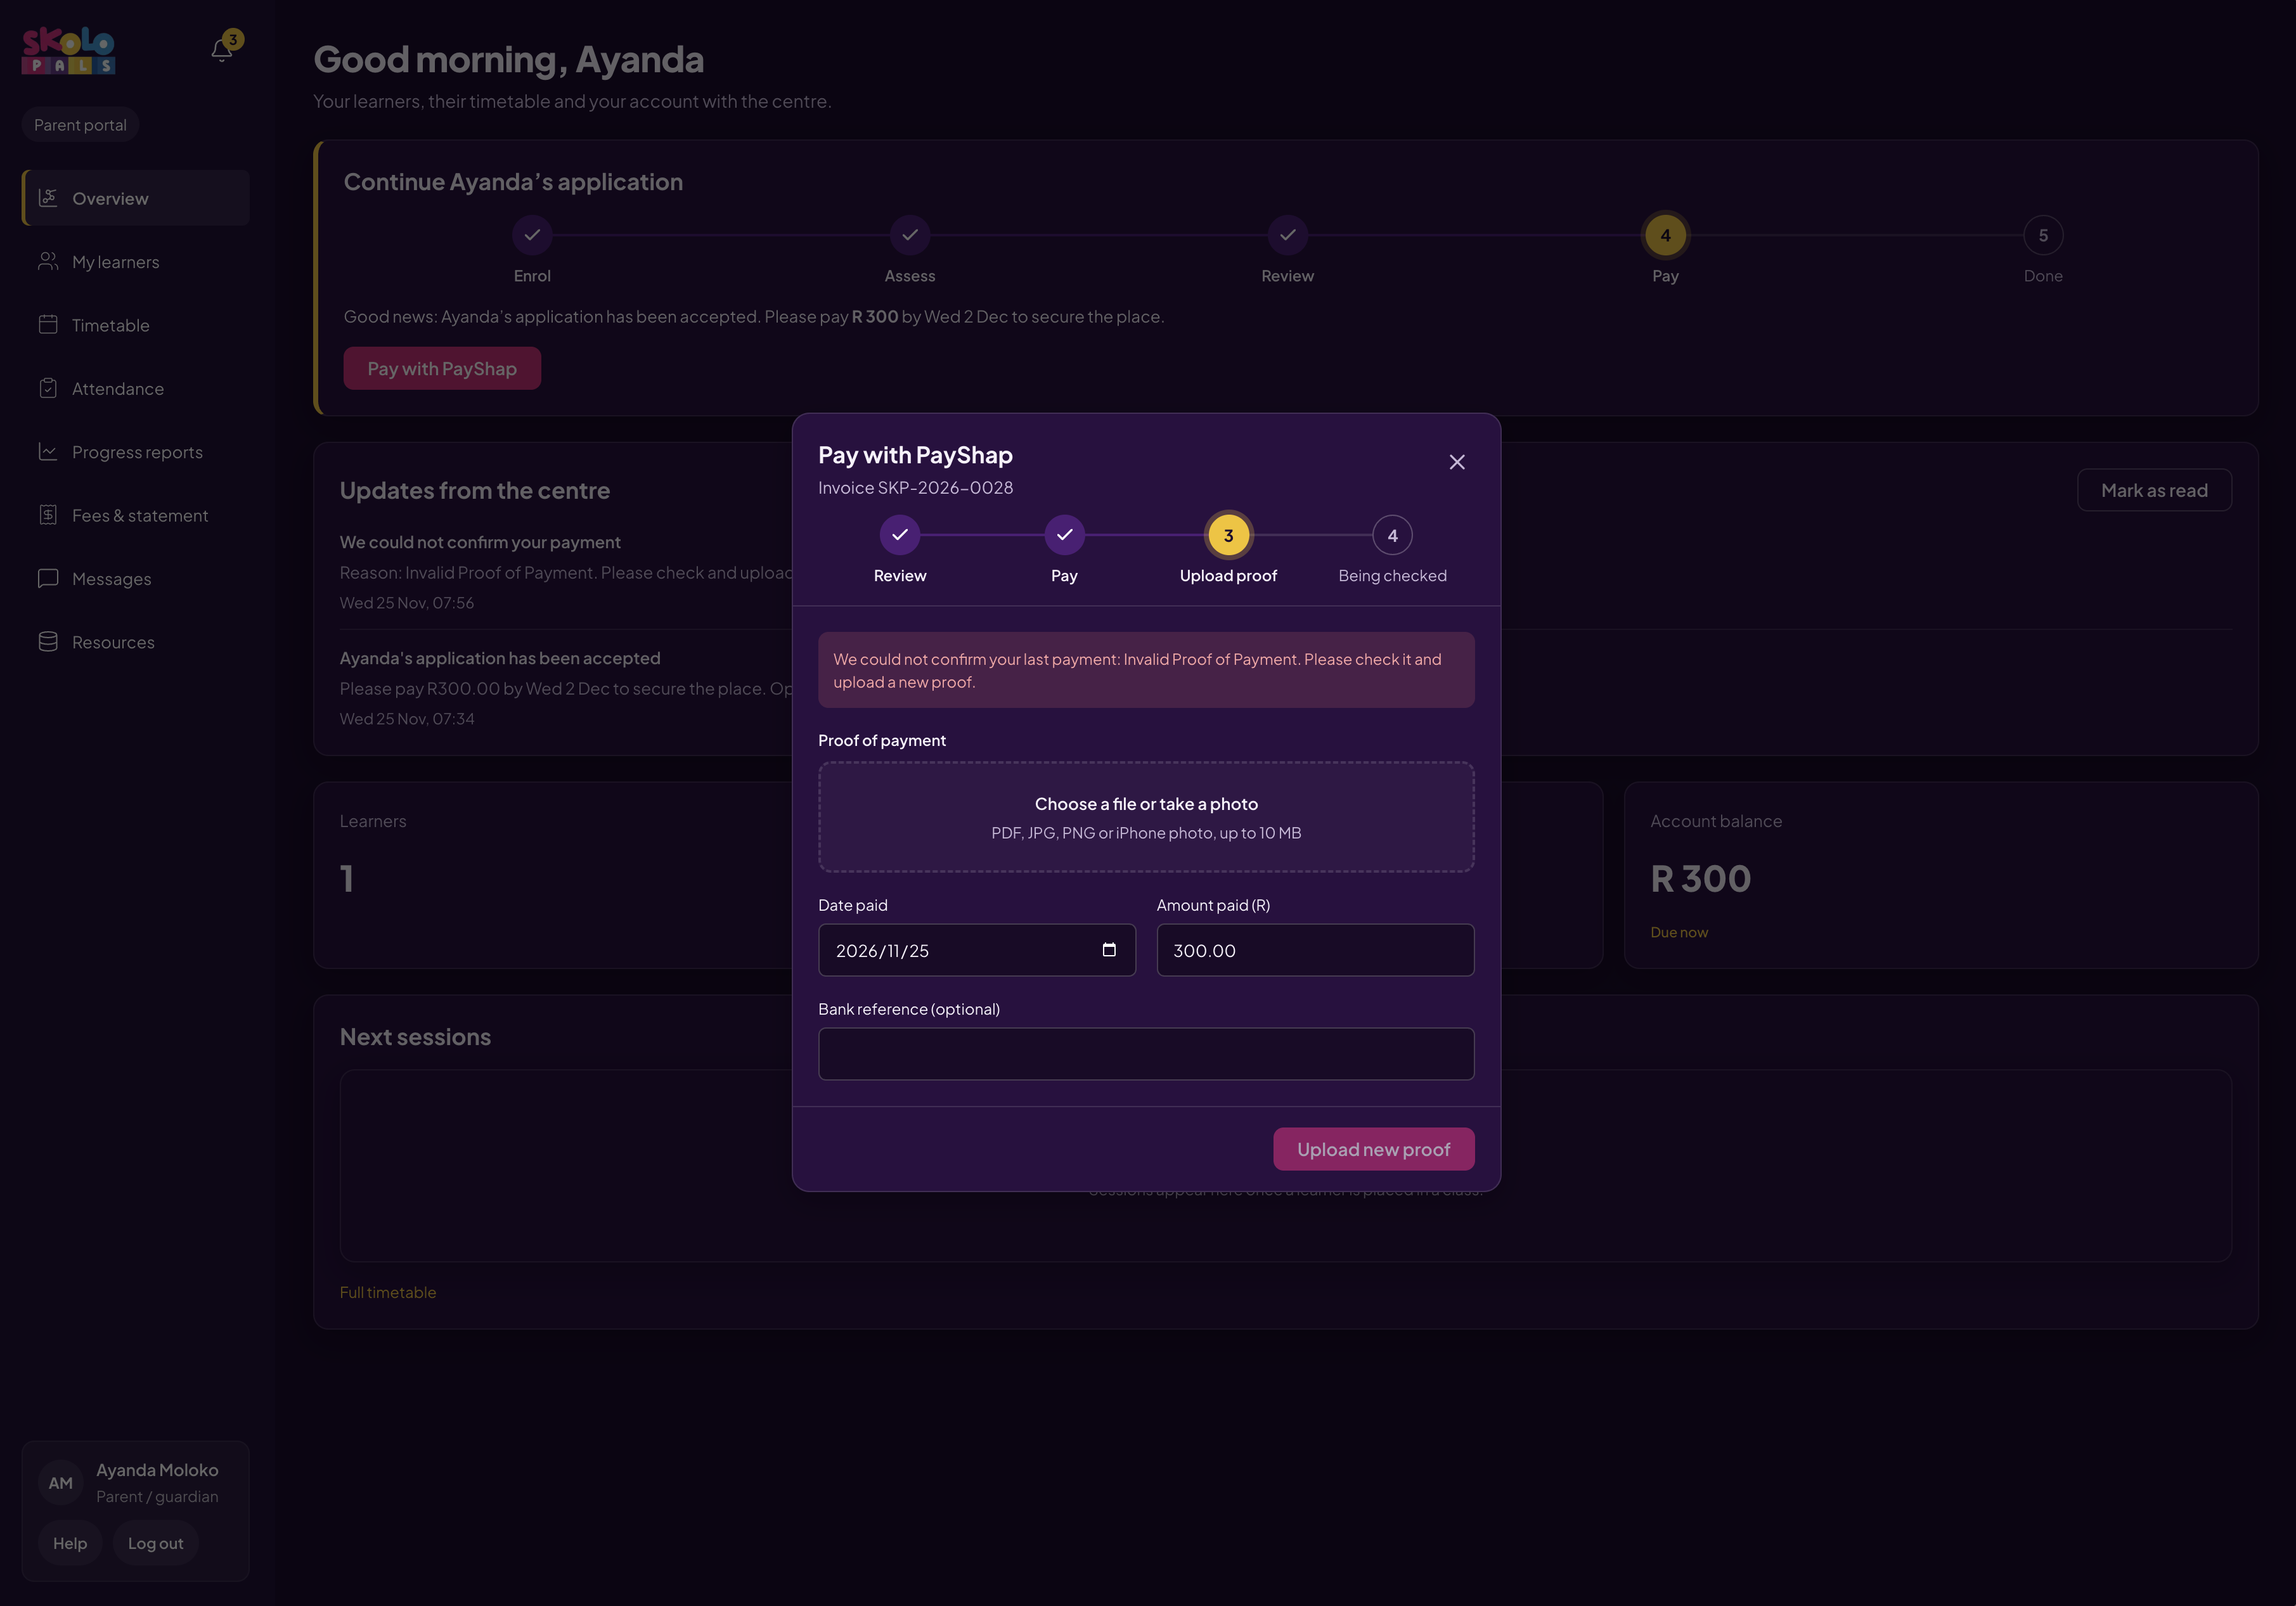 SKOLO
PALS
3
Parent portal
Overview
My learners
Timetable
Attendance
Progress reports
Fees & statement
Messages
Resources
AM
Ayanda Moloko
Parent / guardian
Help
Log out
Good morning, Ayanda
Your learners, their timetable and your account with the centre.
Continue Ayanda’s application
4
5
Enrol
Assess
Review
Pay
Done
Good news: Ayanda’s application has been accepted. Please pay R 300 by Wed 2 Dec to secure the place.
Pay with PayShap
Updates from the centre
Mark as read
We could not confirm your payment
Reason: Invalid Proof of Payment. Please check and upload
Wed 25 Nov, 07:56
Ayanda's application has been accepted
Please pay R300.00 by Wed 2 Dec to secure the place. Op
Wed 25 Nov, 07:34
Learners
1
Account balance
R 300
Due now
Next sessions
Sessions appear here once a learner is placed in a class.
Full timetable
Pay with PayShap
Invoice SKP-2026-0028
3
4
Review
Pay
Upload proof
Being checked
We could not confirm your last payment: Invalid Proof of Payment. Please check it and
upload a new proof.
Proof of payment
Choose a file or take a photo
PDF, JPG, PNG or iPhone photo, up to 10 MB
Date paid
Amount paid (R)
2026/11/25
300.00
Bank reference (optional)
Upload new proof